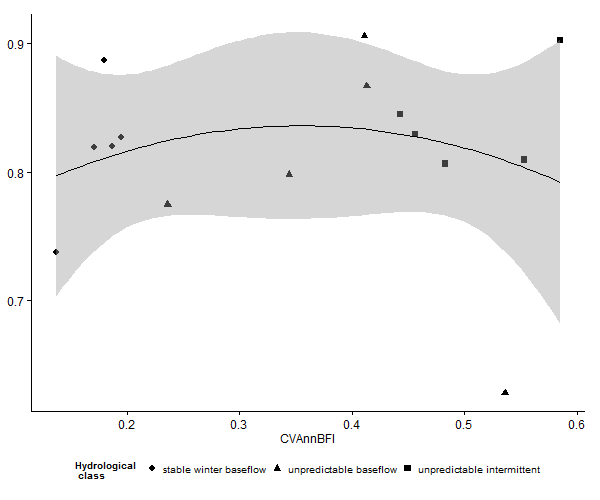 0.9
0.8
0.7
0.2 0.3 0.4 0.5 0.6
CVAnnBFI
Hydrological
class
stable winter baseflow unpredictable baseflow unpredictable intermittent